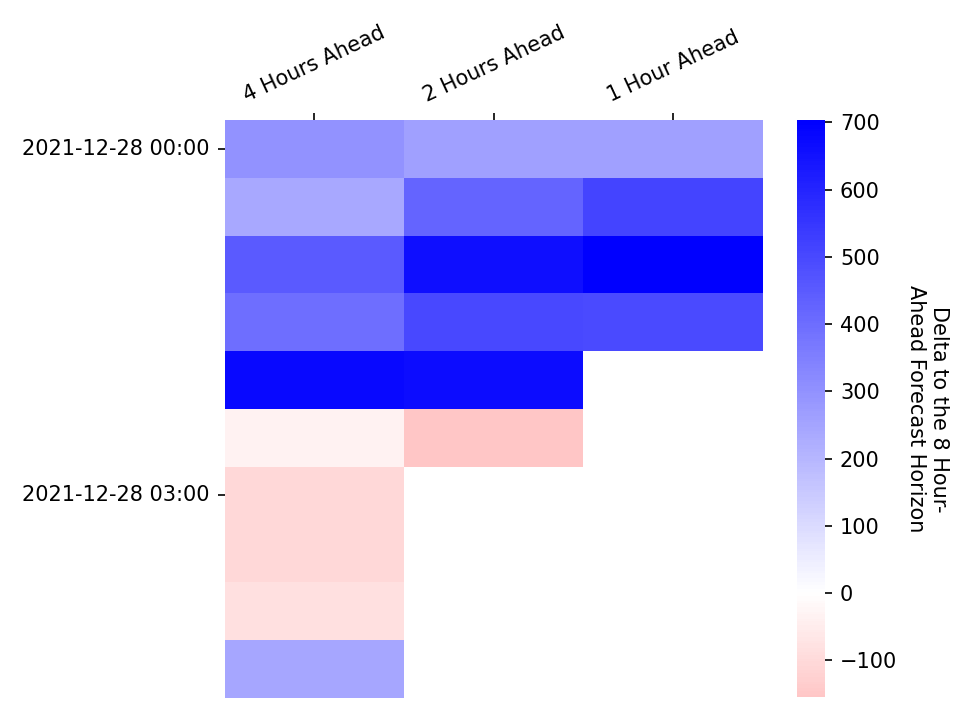 4 Hours Ahead
2 Hours Ahead
1 Hour Ahead
2021-12-28 00:00
2021-12-28 03:00
700
600
500
400
300
200
100
0
−100
Delta to the 8 Hour-
Ahead Forecast Horizon